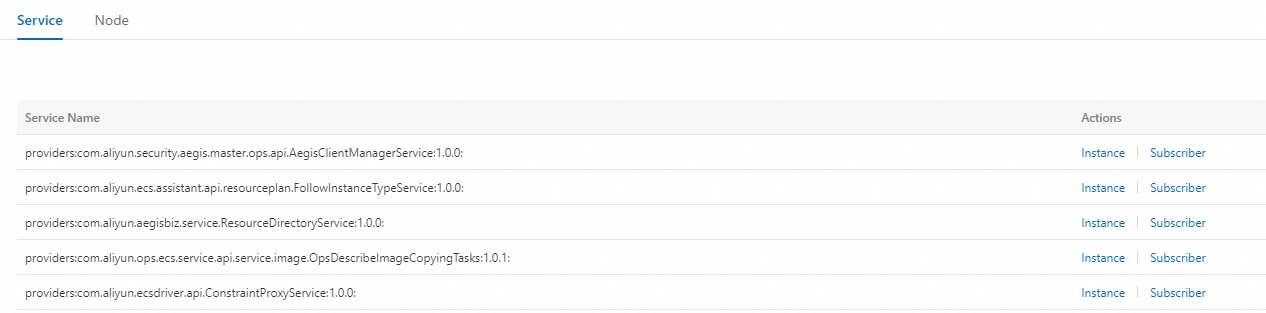 Service Node
Service Name Actions
providers:com.aliyun.security.aegis.master.ops.api.AegisClientManagerService:1.0.0: Instance Subscriber
providers:com.aliyun.ecs.assistant.api.resourceplan.FollowInstanceTypeService:1.0.0: Instance Subscriber
providers:com.aliyun.aegisbiz.service.ResourceDirectoryService:1.0.0: Instance Subscriber
providers:com.aliyun.ops.ecs.service.api.service.image.OpsDescribeImageCopyingTasks:1.0.1: Instance Subscriber
providers:com.aliyun.ecsdriver.api.ConstraintProxyService:1.0.0: Instance Subscriber